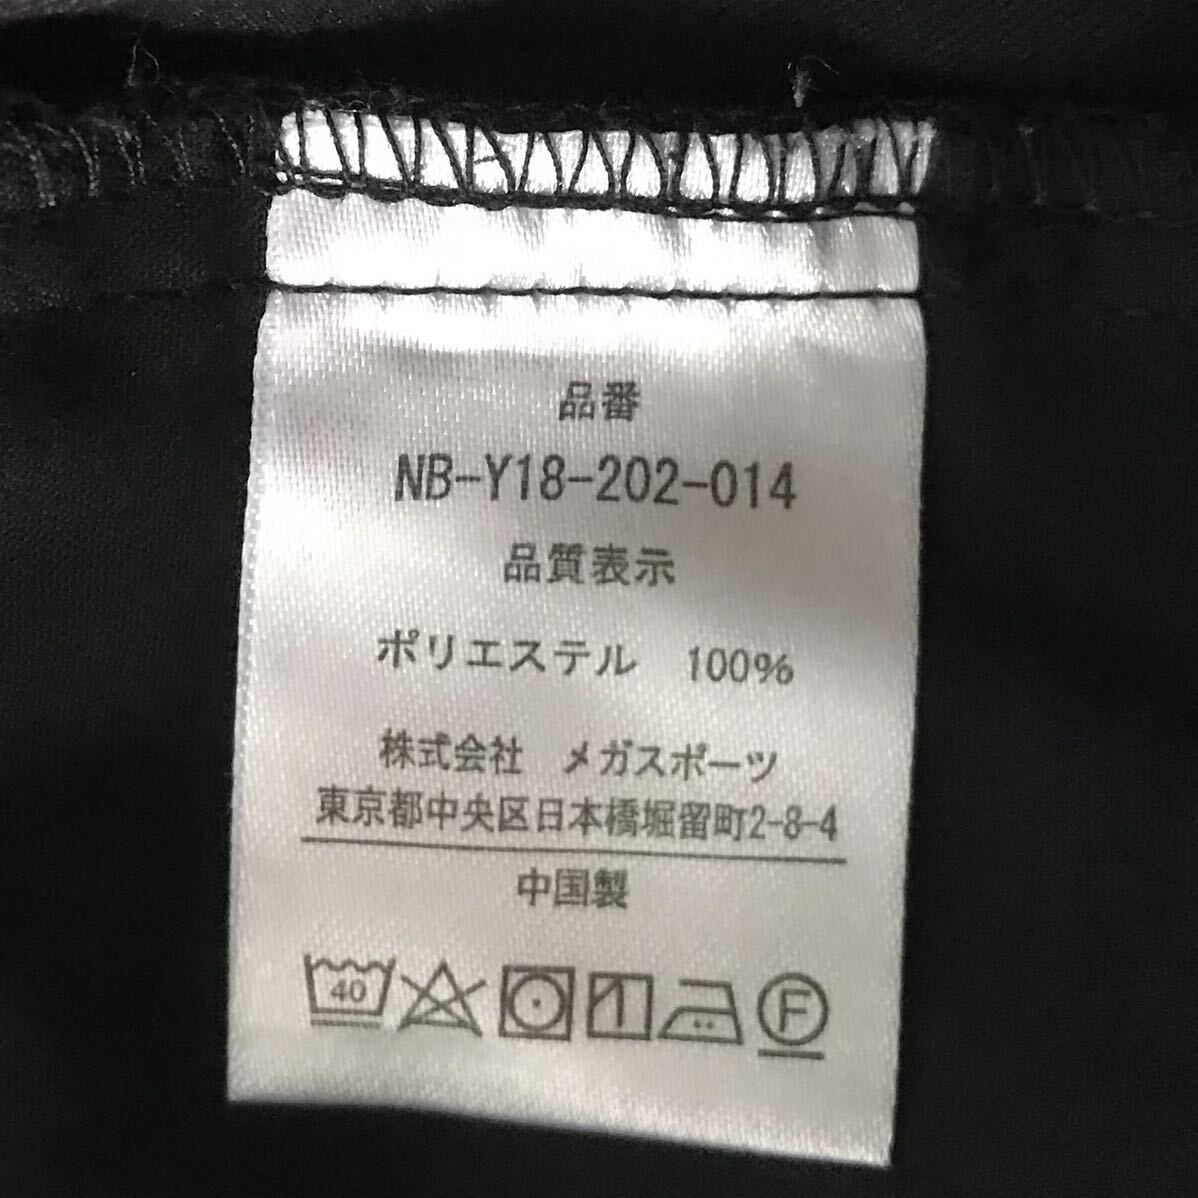 品番
NB-Y18-202-014
品質表示
ポリエステル 100%
株式会社 メガスポーツ
東京都中央区日本橋堀留町2-8-4
中国製
40
F